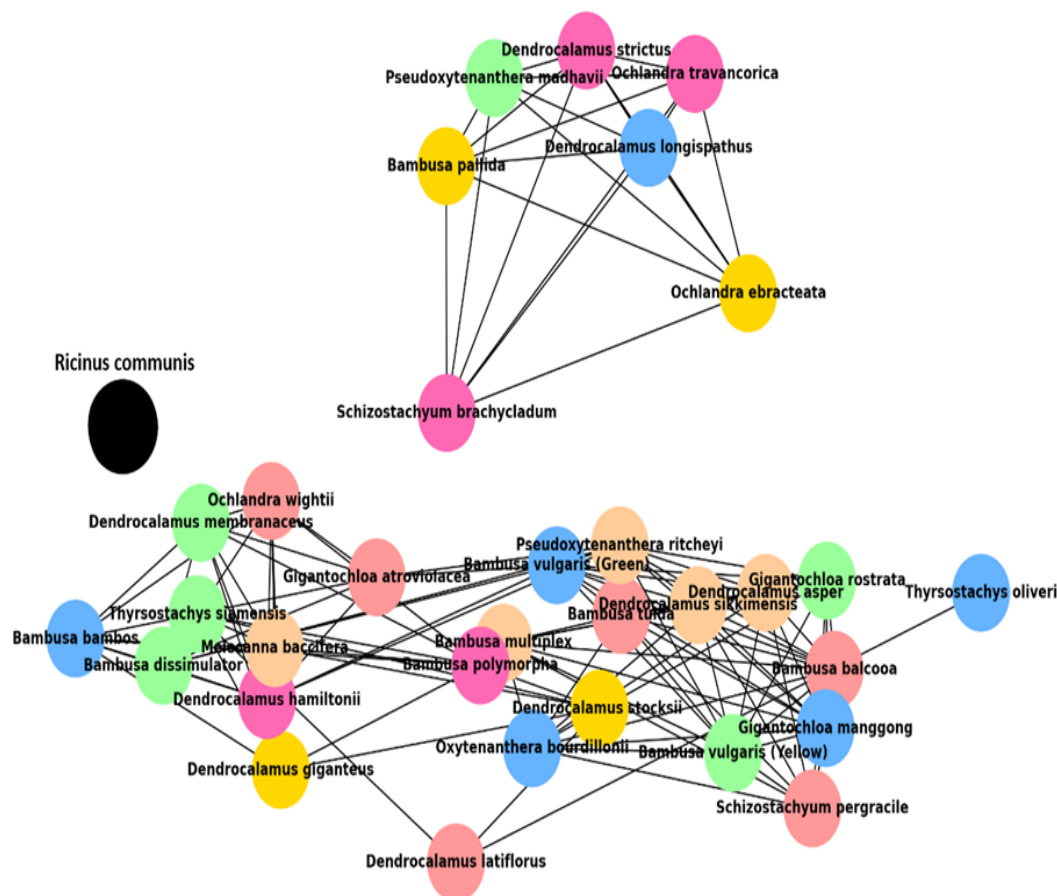 Dendrocalamus strictus
Ochlandra travancorica
Pseudoxytenanthera madhavii
Dendrocalamus longispathus
Bambusa pallida
Ochlandra ebracteata
Ricinus communis
Schizostachyum brachycladum
Ochlandra wightii
Dendrocalamus membranaceus
Pseudoxytenanthera ritcheyi
Bambusa vulgaris (Green)
Gigantochloa atroviolacea
Gigantochloa rostrata
Dendrocalamus asper
Thyrsostachys oliveri
Dendrocalamus sikkimensis
Thyrsostachys siamensis
Bambusa tulda
Bambusa bambos
Melocanna baccifera
Bambusa multiplex
Bambusa dissimulator
Bambusa polymorpha
Bambusa balcooa
Dendrocalamus hamiltonii
Dendrocalamus stocksii
Gigantochloa manggong
Oxytenanthera bourdillonii
Bambusa vulgaris (Yellow)
Dendrocalamus giganteus
Schizostachyum pergracile
Dendrocalamus latiflorus